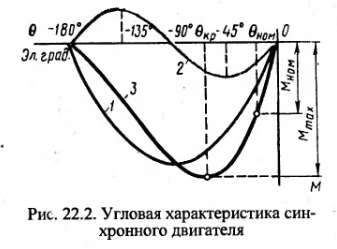 θ -180° -135° -90° θкр -45° θном 0
Эл. град.
2
1
3
Mном
Mmax
M
Рис. 22.2. Угловая характеристика син-
хронного двигателя